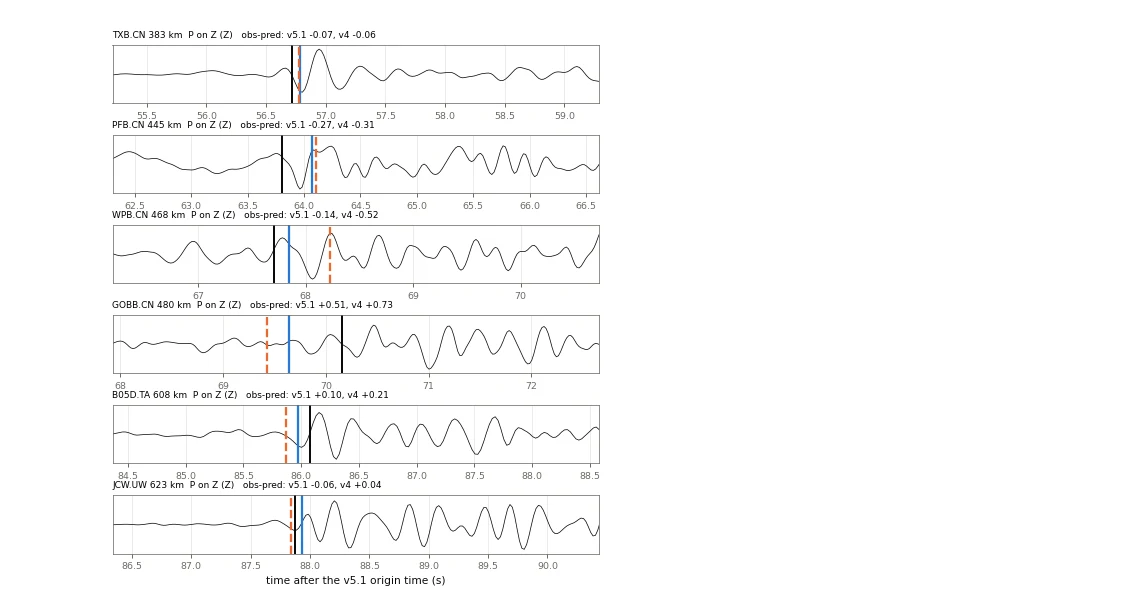 TXB.CN 383 km  P on Z (Z)   obs-pred: v5.1 -0.07, v4 -0.06
55.5 56.0 56.5 57.0 57.5 58.0 58.5 59.0
PFB.CN 445 km  P on Z (Z)   obs-pred: v5.1 -0.27, v4 -0.31
62.5 63.0 63.5 64.0 64.5 65.0 65.5 66.0 66.5
WPB.CN 468 km  P on Z (Z)   obs-pred: v5.1 -0.14, v4 -0.52
67 68 69 70
GOBB.CN 480 km  P on Z (Z)   obs-pred: v5.1 +0.51, v4 +0.73
68 69 70 71 72
B05D.TA 608 km  P on Z (Z)   obs-pred: v5.1 +0.10, v4 +0.21
84.5 85.0 85.5 86.0 86.5 87.0 87.5 88.0 88.5
JCW.UW 623 km  P on Z (Z)   obs-pred: v5.1 -0.06, v4 +0.04
86.5 87.0 87.5 88.0 88.5 89.0 89.5 90.0
time after the v5.1 origin time (s)